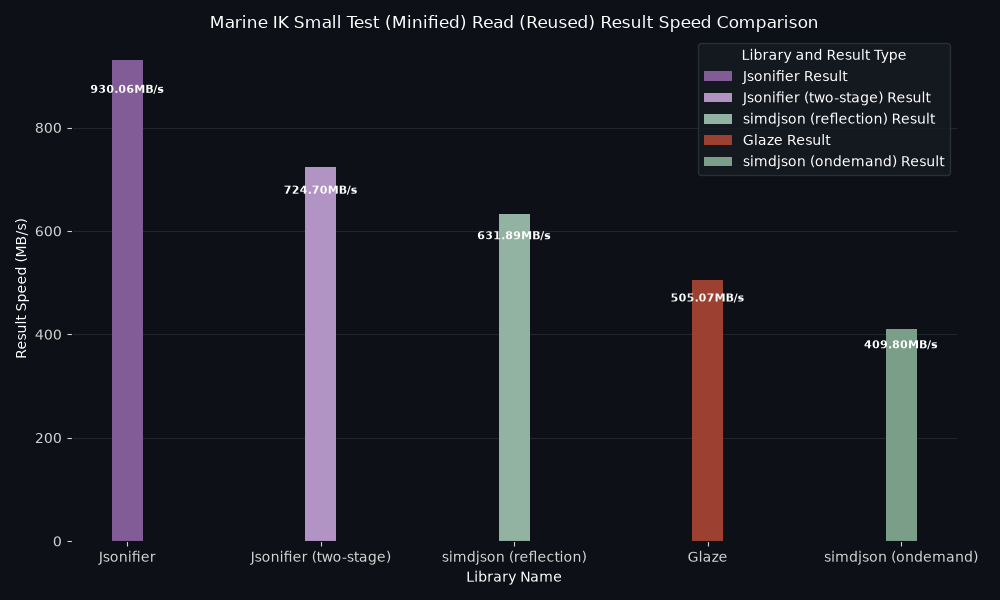 Marine IK Small Test (Minified) Read (Reused) Result Speed Comparison
Library and Result Type
Jsonifier Result
Jsonifier (two-stage) Result
simdjson (reflection) Result
Glaze Result
simdjson (ondemand) Result
930.06MB/s
724.70MB/s
631.89MB/s
505.07MB/s
409.80MB/s
Result Speed (MB/s)
800
600
400
200
0
Jsonifier
Jsonifier (two-stage)
simdjson (reflection)
Glaze
simdjson (ondemand)
Library Name